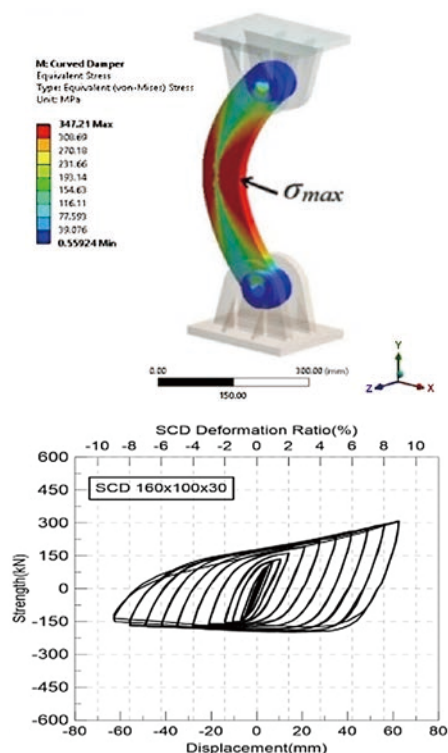 M: Curved Damper
Equivalent Stress
Type: Equivalent (von-Mises) Stress
Unit: MPa
347.21 Max
308.69
270.18
231.66
193.14
154.63
116.11
77.593
39.076
0.55924 Min
σmax
0.00
300.00 (mm)
150.00
Y
Z
X
SCD Deformation Ratio(%)
-10 -8 -6 -4 -2 0 2 4 6 8 10
600
450
300
150
0
-150
-300
-450
-600
Strength(kN)
SCD 160x100x30
-80 -60 -40 -20 0 20 40 60 80
Displacement(mm)